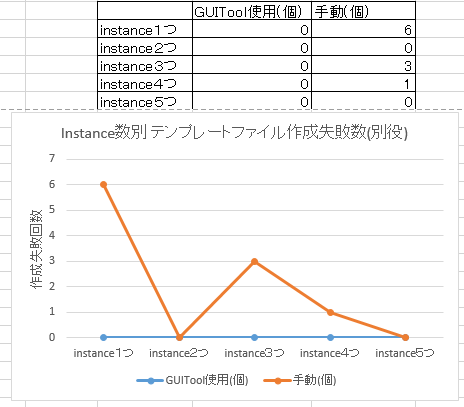 GUITool使用(個) 手動(個)
instance1つ 0 6
instance2つ 0 0
instance3つ 0 3
instance4つ 0 1
instance5つ 0 0
Instance数別 テンプレートファイル作成失敗数(別役)
作成失敗回数
7
6
5
4
3
2
1
0
instance1つ instance2つ instance3つ instance4つ instance5つ
GUITool使用(個) 手動(個)